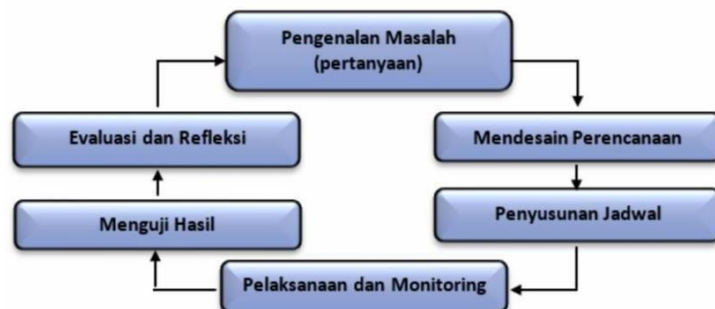 Pengenalan Masalah
(pertanyaan)
Mendesain Perencanaan
Penyusunan Jadwal
Pelaksanaan dan Monitoring
Menguji Hasil
Evaluasi dan Refleksi